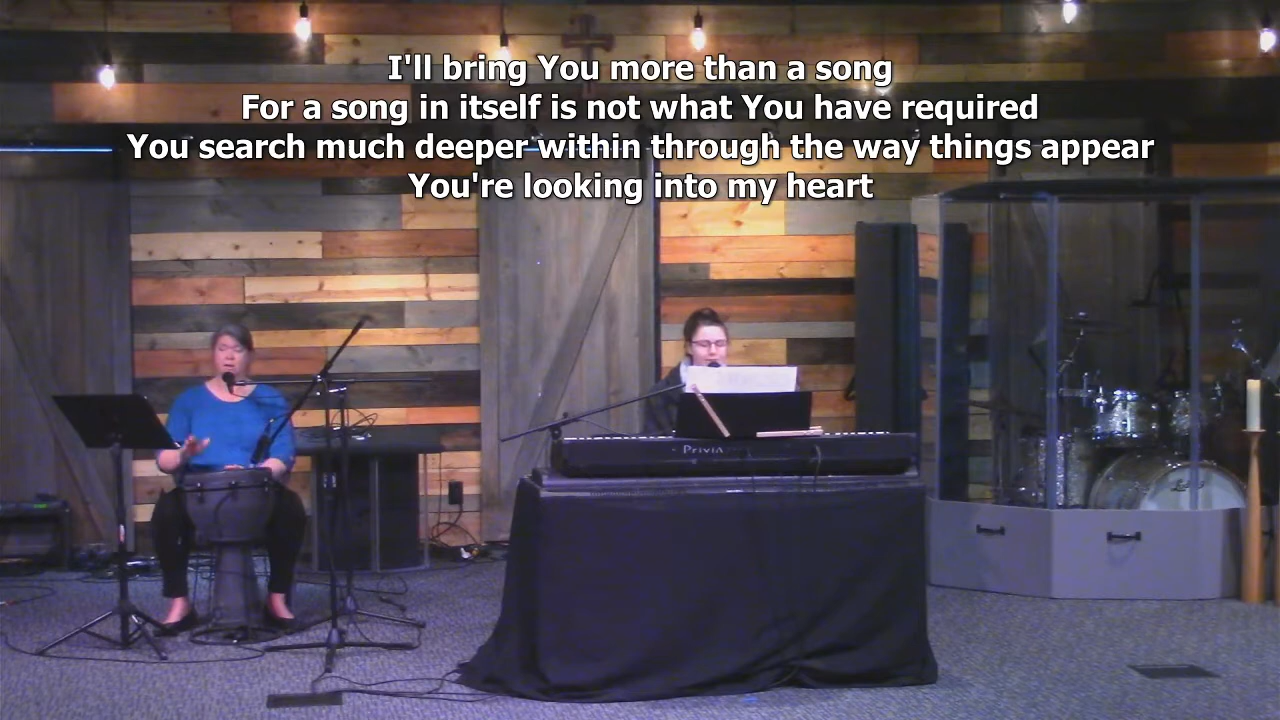 I'll bring You more than a song
For a song in itself is not what You have required
You search much deeper within through the way things appear
You're looking into my heart
Privia